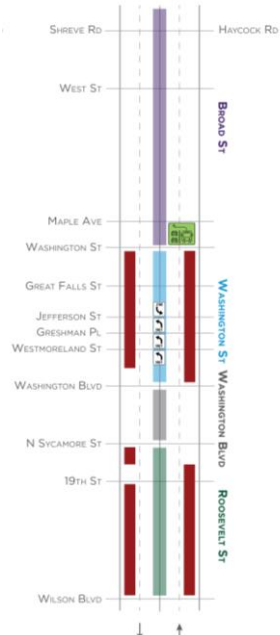 SHREVE RD
HAYCOCK RD
WEST ST
BROAD ST
MAPLE AVE
WASHINGTON ST
GREAT FALLS ST
JEFFERSON ST
GRESHMAN PL
WESTMORELAND ST
WASHINGTON ST
WASHINGTON BLVD
WASHINGTON BLVD
N SYCAMORE ST
19TH ST
ROOSEVELT ST
WILSON BLVD